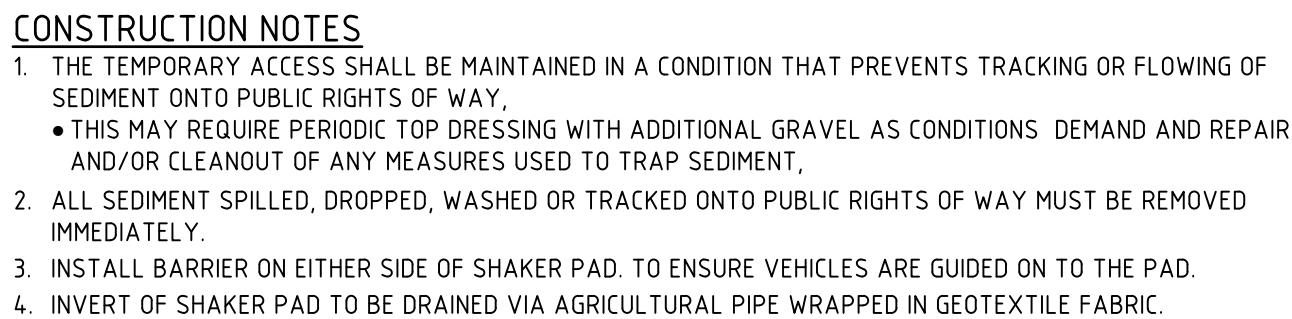 CONSTRUCTION NOTES
1. THE TEMPORARY ACCESS SHALL BE MAINTAINED IN A CONDITION THAT PREVENTS TRACKING OR FLOWING OF
SEDIMENT ONTO PUBLIC RIGHTS OF WAY,
• THIS MAY REQUIRE PERIODIC TOP DRESSING WITH ADDITIONAL GRAVEL AS CONDITIONS DEMAND AND REPAIR
AND/OR CLEANOUT OF ANY MEASURES USED TO TRAP SEDIMENT,
2. ALL SEDIMENT SPILLED, DROPPED, WASHED OR TRACKED ONTO PUBLIC RIGHTS OF WAY MUST BE REMOVED
IMMEDIATELY.
3. INSTALL BARRIER ON EITHER SIDE OF SHAKER PAD. TO ENSURE VEHICLES ARE GUIDED ON TO THE PAD.
4. INVERT OF SHAKER PAD TO BE DRAINED VIA AGRICULTURAL PIPE WRAPPED IN GEOTEXTILE FABRIC.